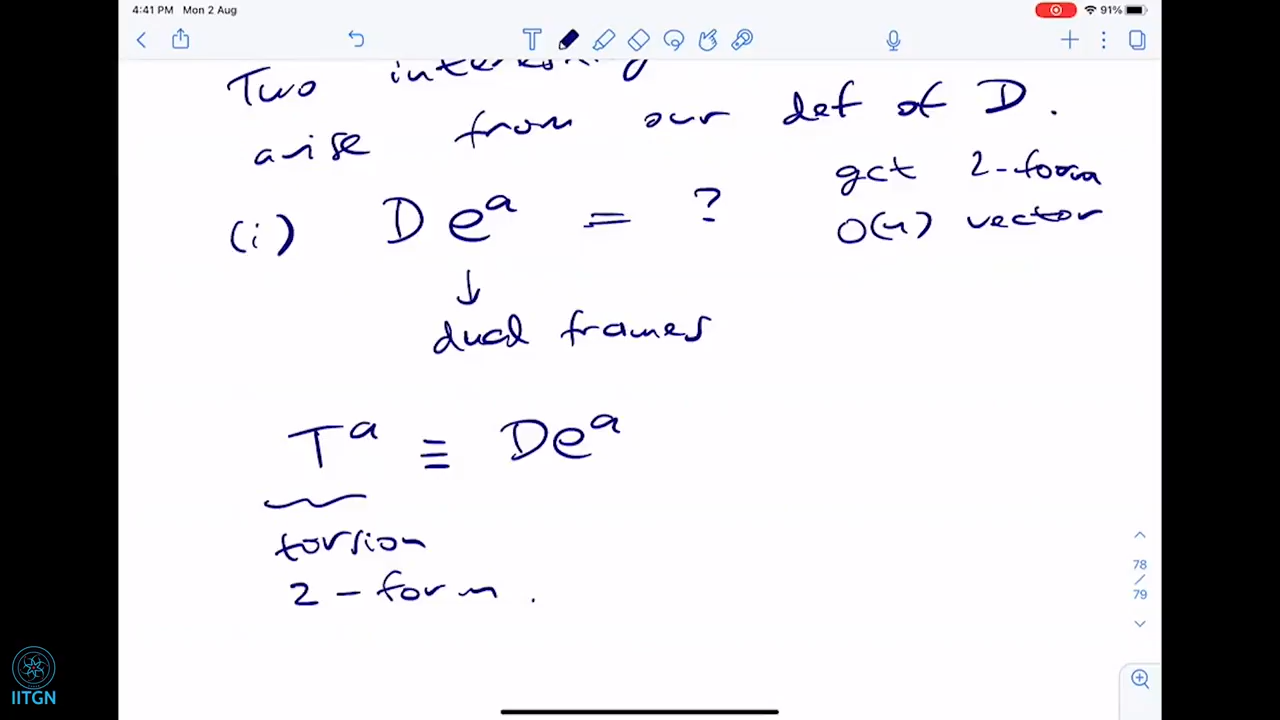 4:41 PM Mon 2 Aug
91%
Two interesting
arise from our def of D.
gct 2-form
(i) De^a = ?
O(n) vector
↓
dual frames
T^a ≡ De^a
torsion
2-form.
78
/
79
IITGN